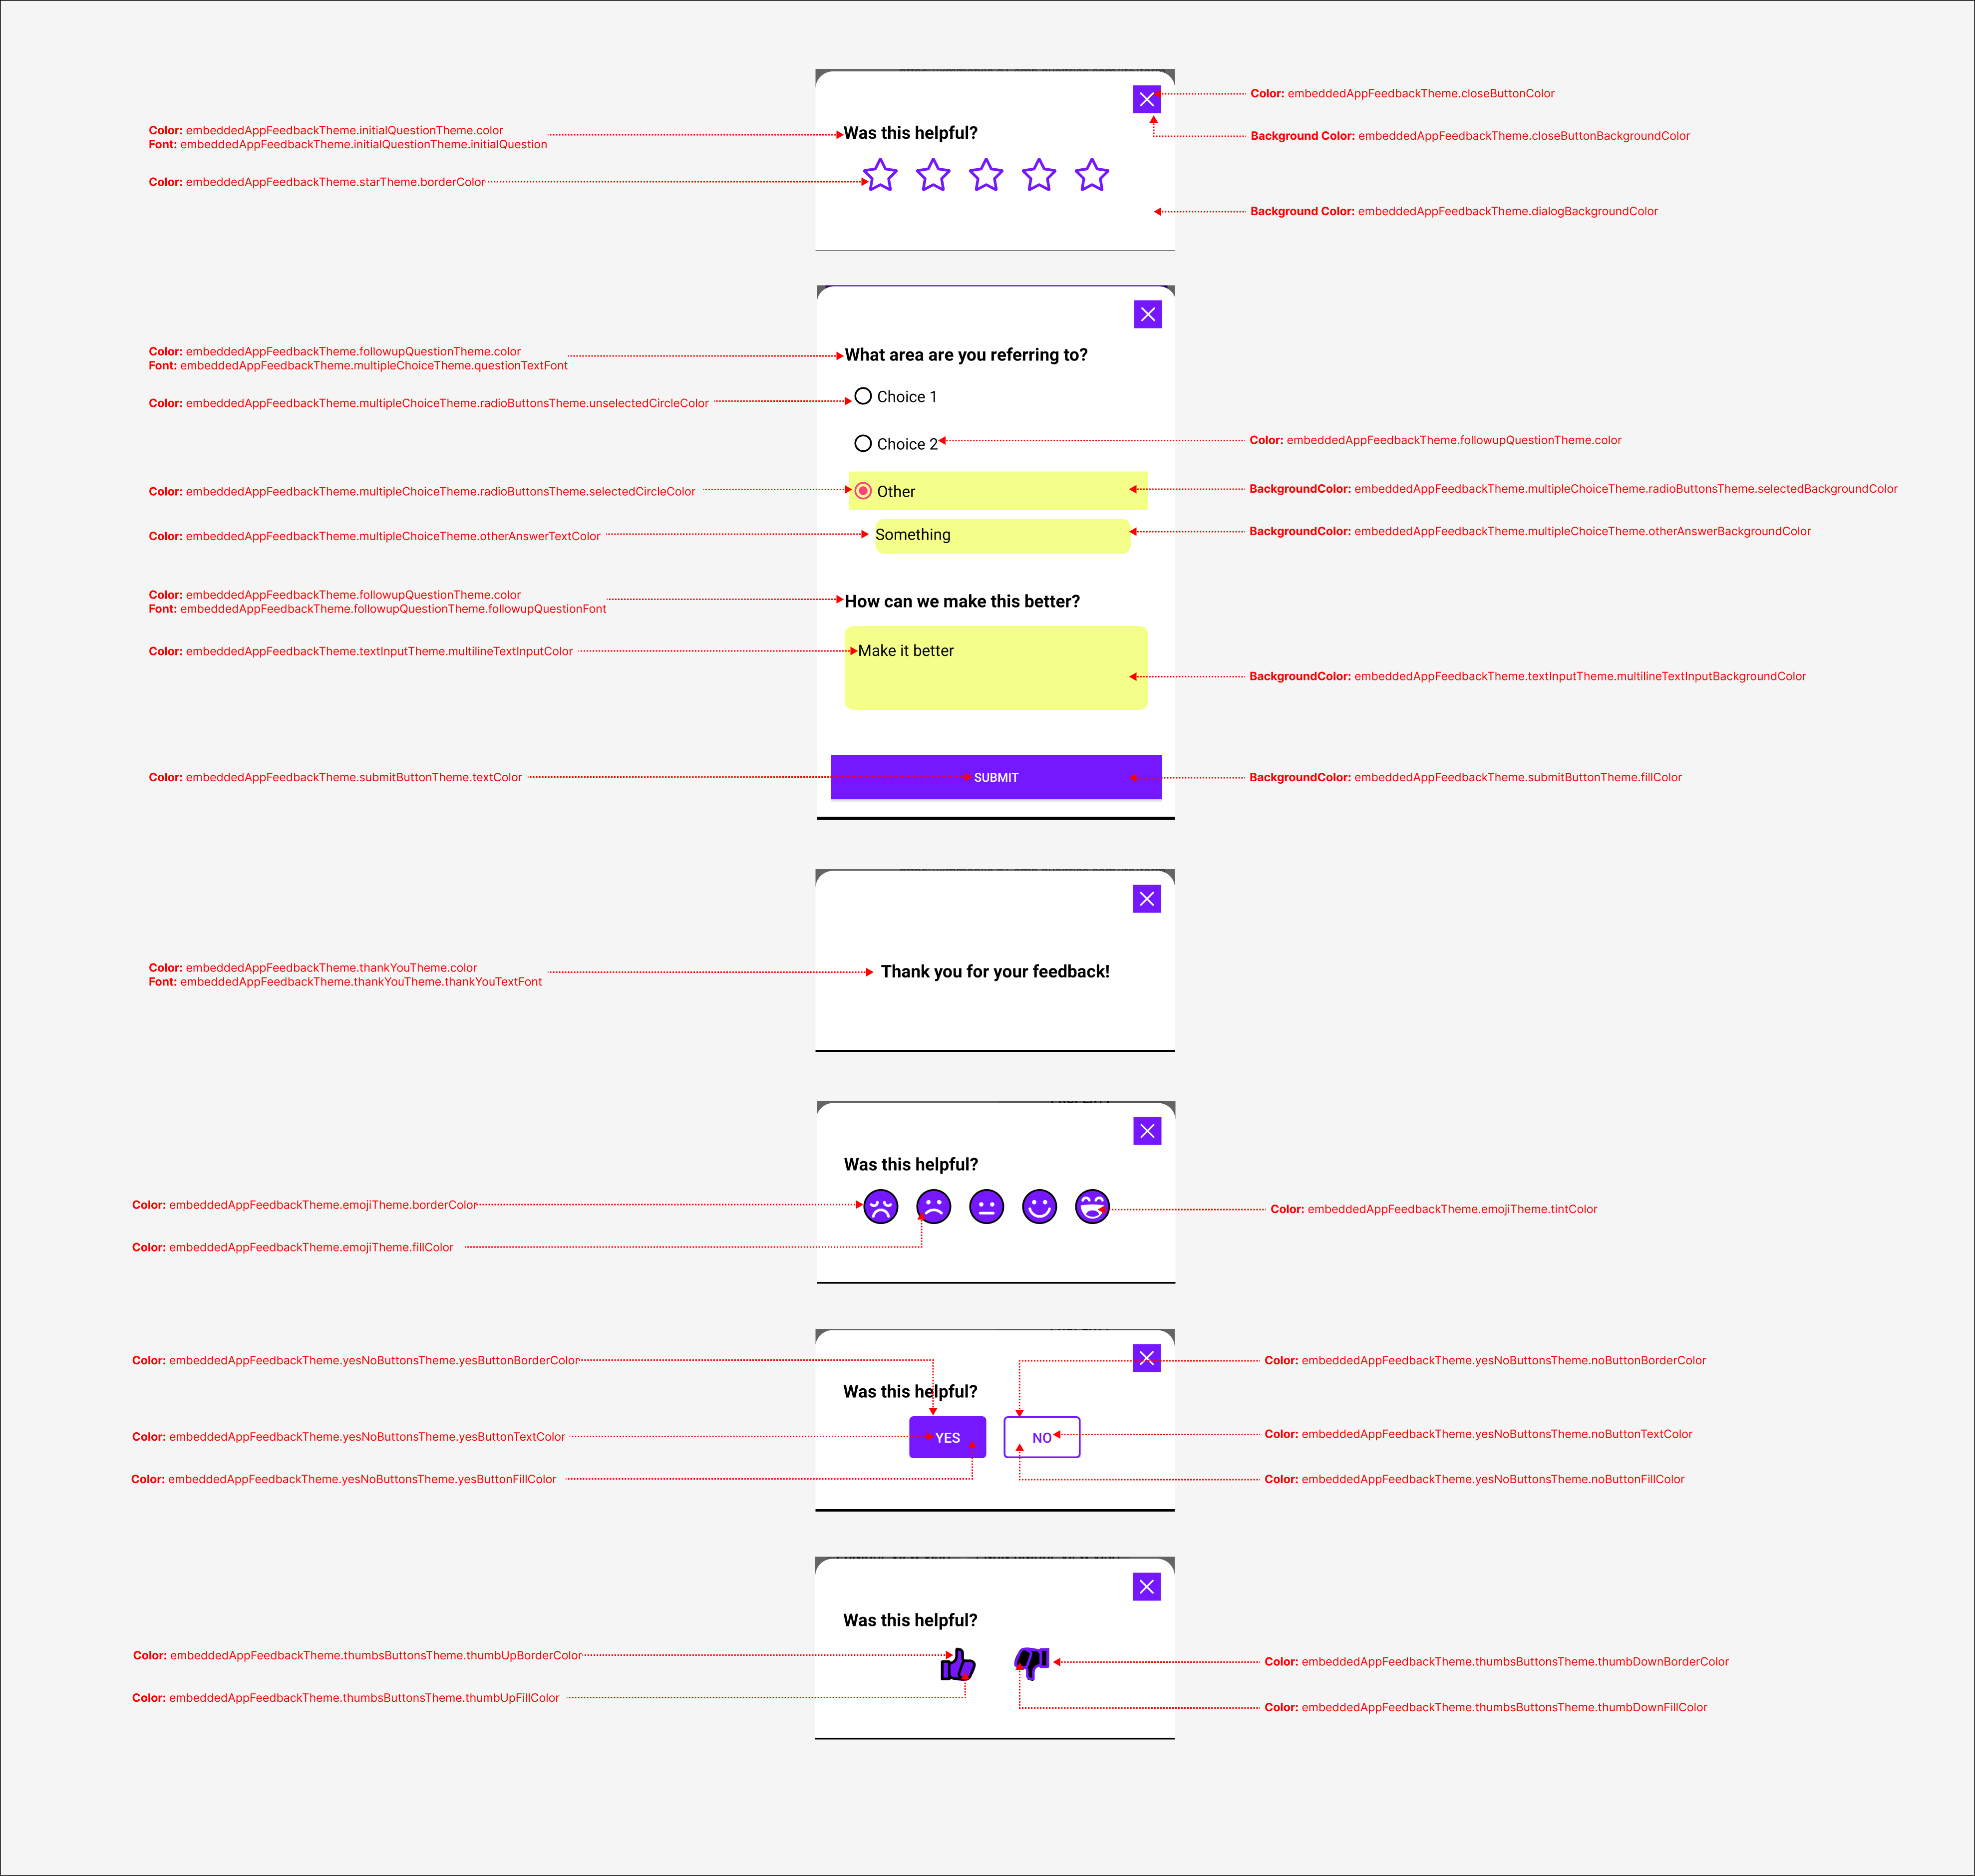 Color: embeddedAppFeedbackTheme.closeButtonColor
Color: embeddedAppFeedbackTheme.initialQuestionTheme.color
Font: embeddedAppFeedbackTheme.initialQuestionTheme.initialQuestion
Was this helpful?
Background Color: embeddedAppFeedbackTheme.closeButtonBackgroundColor
Color: embeddedAppFeedbackTheme.starTheme.borderColor
Background Color: embeddedAppFeedbackTheme.dialogBackgroundColor
Color: embeddedAppFeedbackTheme.followupQuestionTheme.color
Font: embeddedAppFeedbackTheme.multipleChoiceTheme.questionTextFont
What area are you referring to?
Color: embeddedAppFeedbackTheme.multipleChoiceTheme.radioButtonsTheme.unselectedCircleColor
Choice 1
Choice 2
Color: embeddedAppFeedbackTheme.followupQuestionTheme.color
Color: embeddedAppFeedbackTheme.multipleChoiceTheme.radioButtonsTheme.selectedCircleColor
Other
BackgroundColor: embeddedAppFeedbackTheme.multipleChoiceTheme.radioButtonsTheme.selectedBackgroundColor
Color: embeddedAppFeedbackTheme.multipleChoiceTheme.otherAnswerTextColor
Something
BackgroundColor: embeddedAppFeedbackTheme.multipleChoiceTheme.otherAnswerBackgroundColor
Color: embeddedAppFeedbackTheme.followupQuestionTheme.color
Font: embeddedAppFeedbackTheme.followupQuestionTheme.followupQuestionFont
How can we make this better?
Color: embeddedAppFeedbackTheme.textInputTheme.multilineTextInputColor
Make it better
BackgroundColor: embeddedAppFeedbackTheme.textInputTheme.multilineTextInputBackgroundColor
Color: embeddedAppFeedbackTheme.submitButtonTheme.textColor
SUBMIT
BackgroundColor: embeddedAppFeedbackTheme.submitButtonTheme.fillColor
Color: embeddedAppFeedbackTheme.thankYouTheme.color
Font: embeddedAppFeedbackTheme.thankYouTheme.thankYouTextFont
Thank you for your feedback!
Was this helpful?
Color: embeddedAppFeedbackTheme.emojiTheme.borderColor
Color: embeddedAppFeedbackTheme.emojiTheme.tintColor
Color: embeddedAppFeedbackTheme.emojiTheme.fillColor
Color: embeddedAppFeedbackTheme.yesNoButtonsTheme.yesButtonBorderColor
Color: embeddedAppFeedbackTheme.yesNoButtonsTheme.noButtonBorderColor
Was this helpful?
Color: embeddedAppFeedbackTheme.yesNoButtonsTheme.yesButtonTextColor
YES
NO
Color: embeddedAppFeedbackTheme.yesNoButtonsTheme.noButtonTextColor
Color: embeddedAppFeedbackTheme.yesNoButtonsTheme.yesButtonFillColor
Color: embeddedAppFeedbackTheme.yesNoButtonsTheme.noButtonFillColor
Was this helpful?
Color: embeddedAppFeedbackTheme.thumbsButtonsTheme.thumbUpBorderColor
Color: embeddedAppFeedbackTheme.thumbsButtonsTheme.thumbDownBorderColor
Color: embeddedAppFeedbackTheme.thumbsButtonsTheme.thumbUpFillColor
Color: embeddedAppFeedbackTheme.thumbsButtonsTheme.thumbDownFillColor